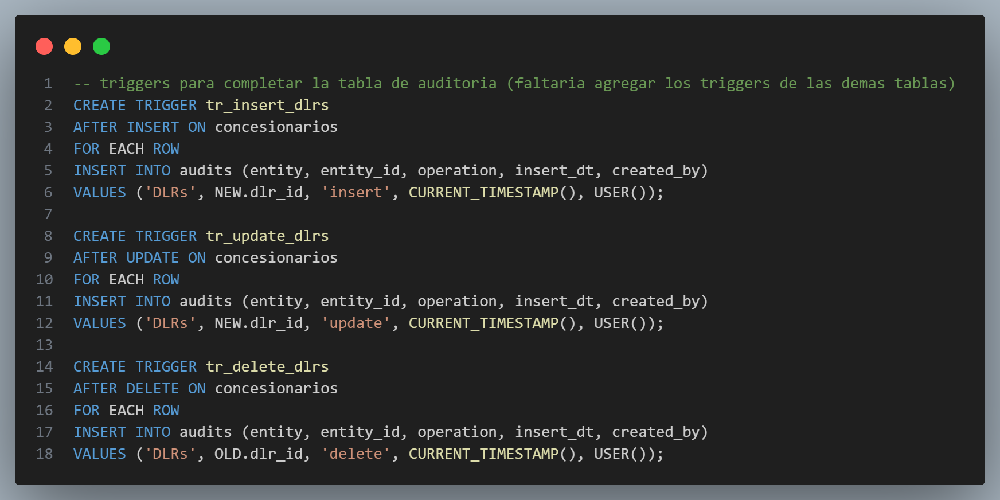 1 -- triggers para completar la tabla de auditoria (faltaria agregar los triggers de las demas tablas)
2 CREATE TRIGGER tr_insert_dlrs
3 AFTER INSERT ON concesionarios
4 FOR EACH ROW
5 INSERT INTO audits (entity, entity_id, operation, insert_dt, created_by)
6 VALUES ('DLRs', NEW.dlr_id, 'insert', CURRENT_TIMESTAMP(), USER());
7
8 CREATE TRIGGER tr_update_dlrs
9 AFTER UPDATE ON concesionarios
10 FOR EACH ROW
11 INSERT INTO audits (entity, entity_id, operation, insert_dt, created_by)
12 VALUES ('DLRs', NEW.dlr_id, 'update', CURRENT_TIMESTAMP(), USER());
13
14 CREATE TRIGGER tr_delete_dlrs
15 AFTER DELETE ON concesionarios
16 FOR EACH ROW
17 INSERT INTO audits (entity, entity_id, operation, insert_dt, created_by)
18 VALUES ('DLRs', OLD.dlr_id, 'delete', CURRENT_TIMESTAMP(), USER());